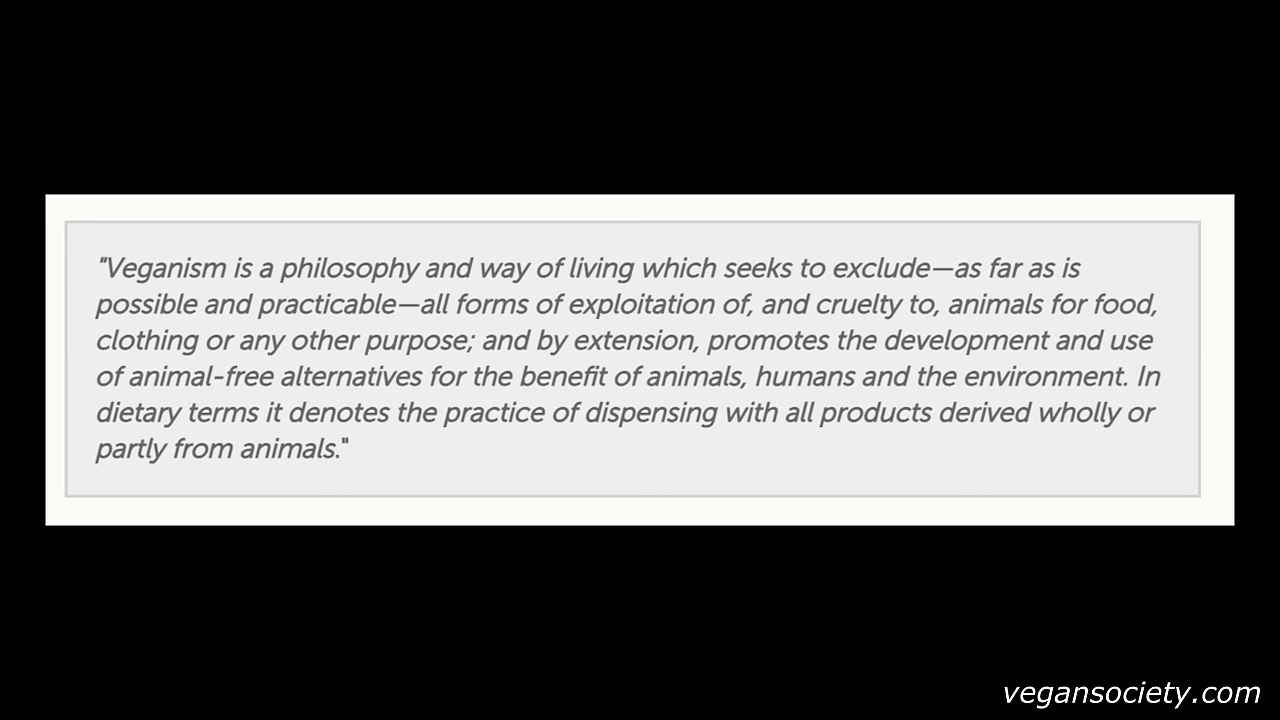 "Veganism is a philosophy and way of living which seeks to exclude—as far as is
possible and practicable—all forms of exploitation of, and cruelty to, animals for food,
clothing or any other purpose; and by extension, promotes the development and use
of animal-free alternatives for the benefit of animals, humans and the environment. In
dietary terms it denotes the practice of dispensing with all products derived wholly or
partly from animals."
vegansociety.com